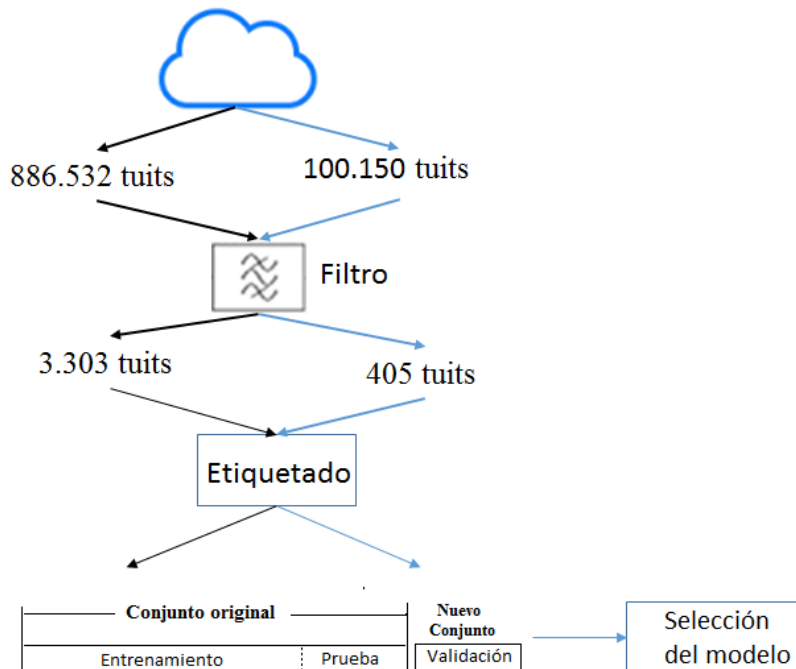 886.532 tuits
100.150 tuits
Filtro
3.303 tuits
405 tuits
Etiquetado
Conjunto original
Nuevo
Conjunto
Entrenamiento
Prueba
Validación
Selección
del modelo